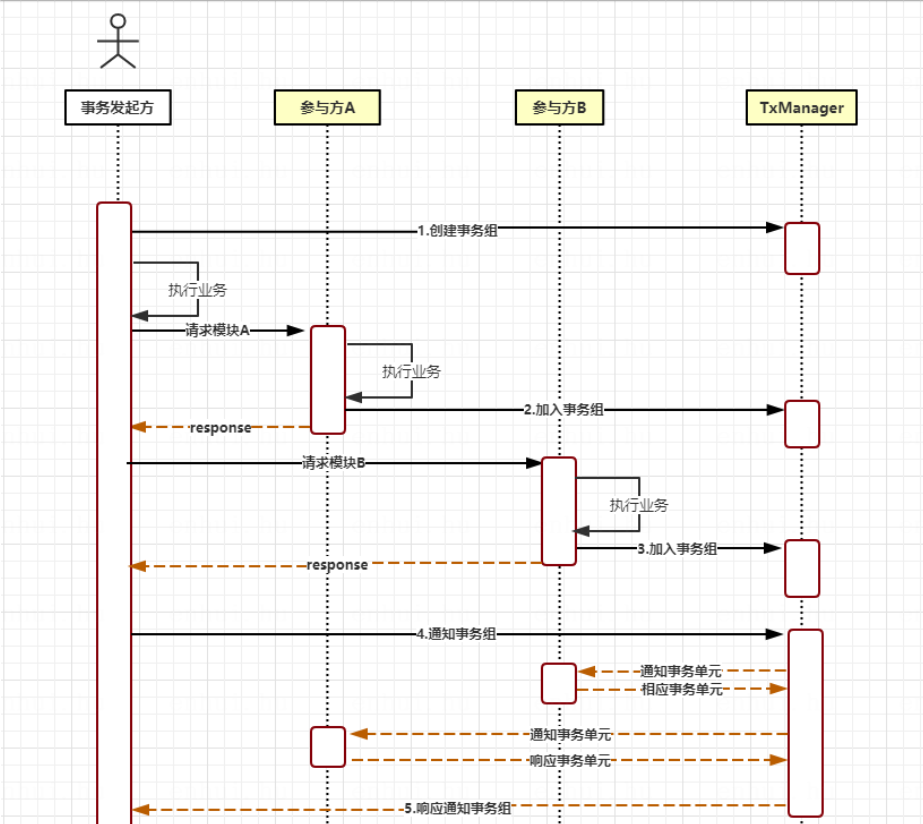 事务发起方
参与方A
参与方B
TxManager
1.创建事务组
执行业务
请求模块A
执行业务
2.加入事务组
response
请求模块B
执行业务
3.加入事务组
response
4.通知事务组
通知事务单元
相应事务单元
通知事务单元
响应事务单元
5.响应通知事务组